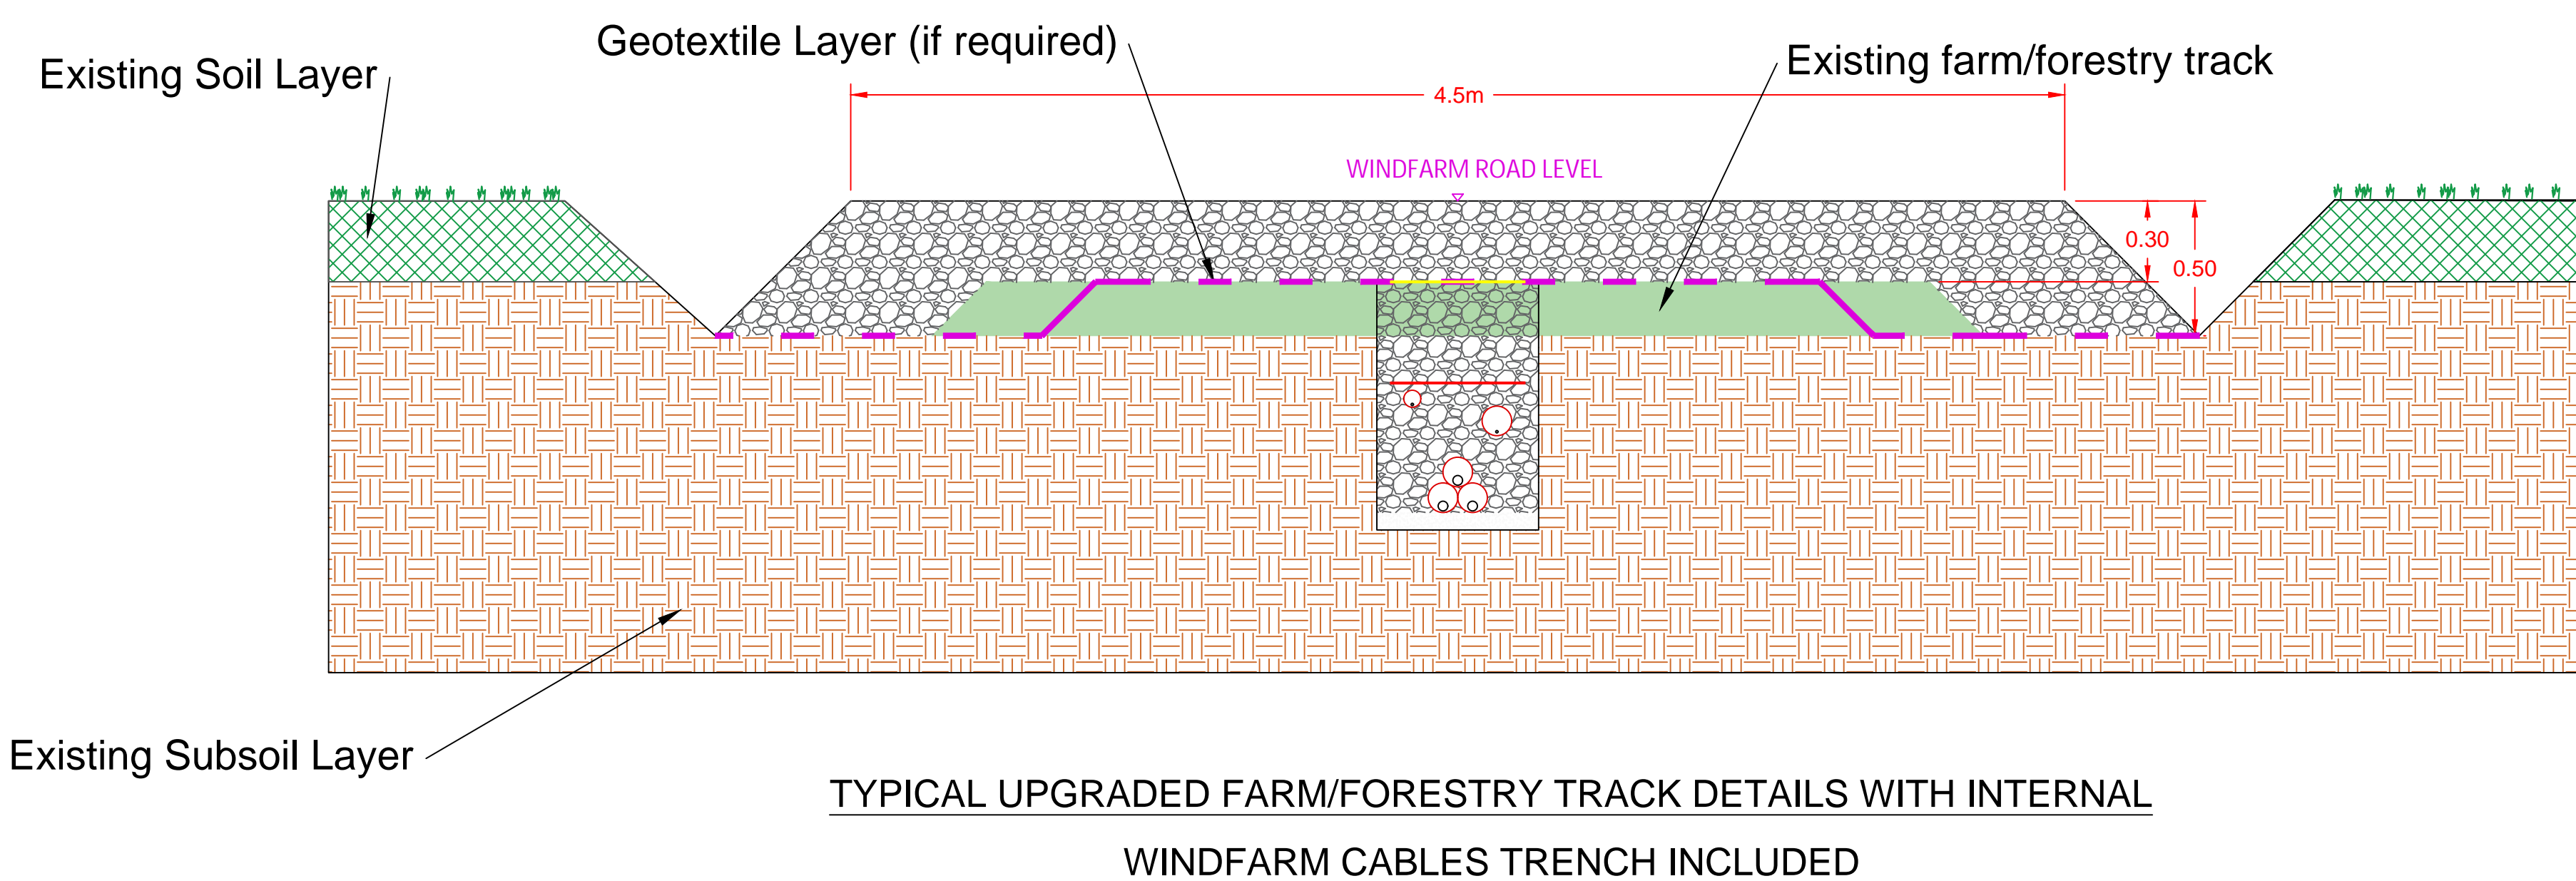 Geotextile Layer (if required)
Existing Soil Layer
Existing farm/forestry track
4.5m
WINDFARM ROAD LEVEL
0.30
0.50
Existing Subsoil Layer
TYPICAL UPGRADED FARM/FORESTRY TRACK DETAILS WITH INTERNAL
WINDFARM CABLES TRENCH INCLUDED